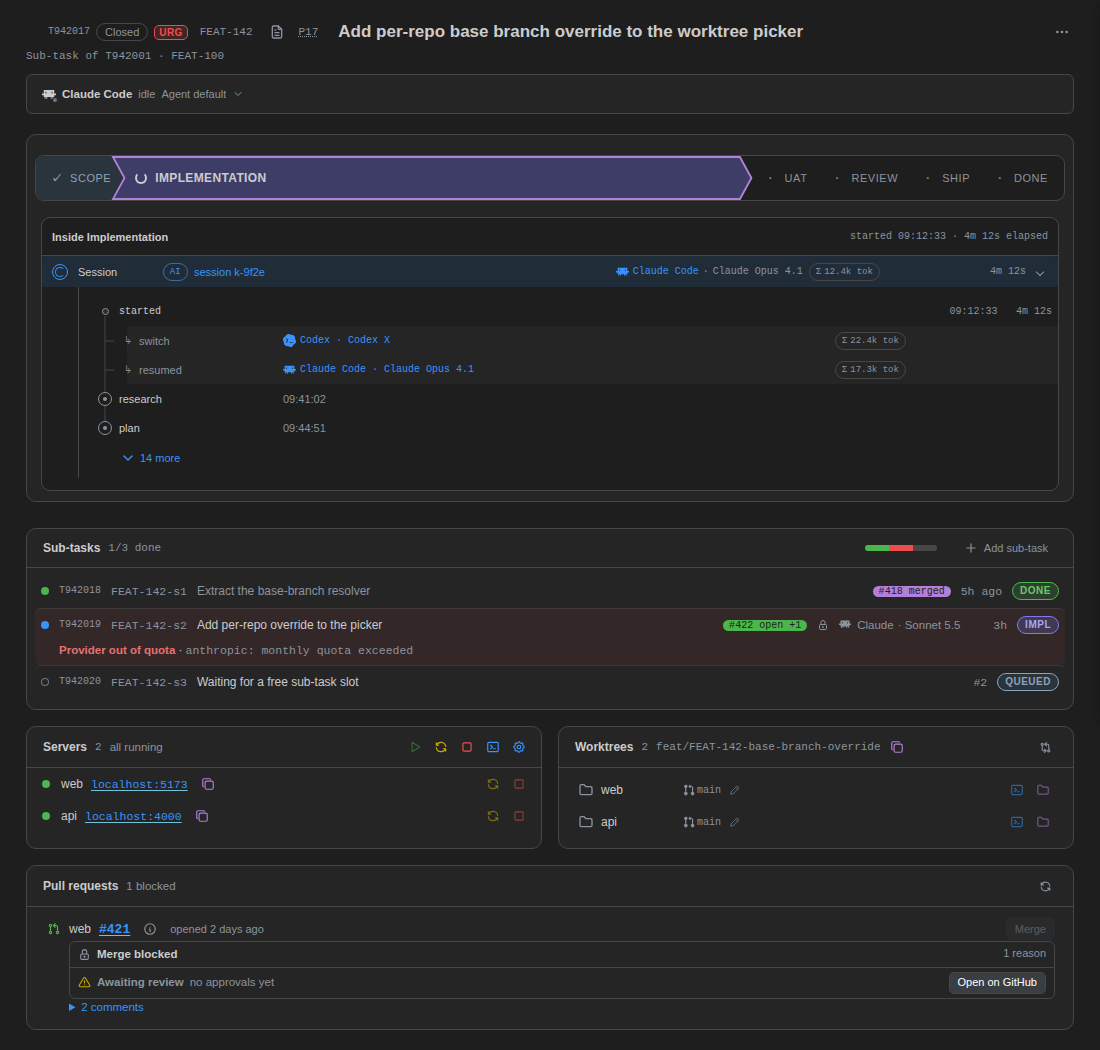 T942017 Closed URG FEAT-142 P17 Add per-repo base branch override to the worktree picker
Sub-task of T942001 · FEAT-100
Claude Code idle Agent default
SCOPE IMPLEMENTATION · UAT · REVIEW · SHIP · DONE
Inside Implementation started 09:12:33 · 4m 12s elapsed
Session AI session k-9f2e Claude Code · Claude Opus 4.1 Σ 12.4k tok 4m 12s
started 09:12:33 4m 12s
↳ switch Codex · Codex X Σ 22.4k tok
↳ resumed Claude Code · Claude Opus 4.1 Σ 17.3k tok
research 09:41:02
plan 09:44:51
14 more
Sub-tasks 1/3 done Add sub-task
T942018 FEAT-142-s1 Extract the base-branch resolver #418 merged 5h ago DONE
T942019 FEAT-142-s2 Add per-repo override to the picker #422 open +1 Claude · Sonnet 5.5 3h IMPL
Provider out of quota · anthropic: monthly quota exceeded
T942020 FEAT-142-s3 Waiting for a free sub-task slot #2 QUEUED
Servers 2 all running
web localhost:5173
api localhost:4000
Worktrees 2 feat/FEAT-142-base-branch-override
web main
api main
Pull requests 1 blocked
web #421 opened 2 days ago Merge
Merge blocked 1 reason
Awaiting review no approvals yet Open on GitHub
2 comments